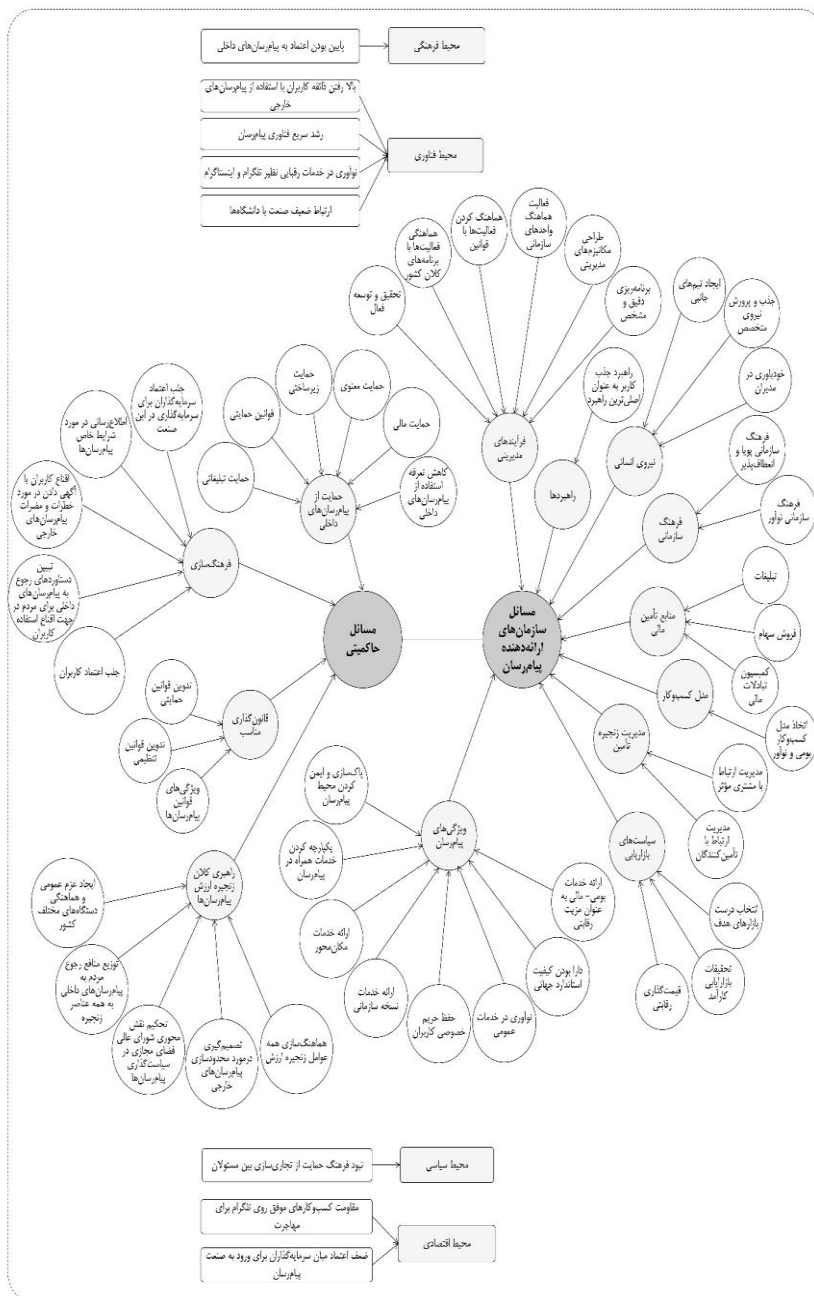 محیط فرهنگی
پایین بودن اعتماد به پیام‌رسان‌های داخلی
محیط فناوری
بالا رفتن ذائقه کاربران با استفاده از پیام‌رسان‌های
خارجی
رشد سریع فناوری پیام‌رسان
نوآوری در خدمات رقبایی نظیر تلگرام و اینستاگرام
ارتباط ضعیف صنعت با دانشگاه‌ها
مسائل
سازمان‌های
ارائه‌دهنده
پیام‌رسان
فرآیندهای
مدیریتی
برنامه‌ریزی
دقیق و
مشخص
طراحی
مکانیزم‌های
مدیریتی
فعالیت
هماهنگ
واحدهای
سازمانی
هماهنگ کردن
فعالیت‌ها با
قوانین
هماهنگی
فعالیت‌ها با
برنامه‌های
کلان کشور
تحقیق و توسعه
فعال
راهبردها
راهبرد جذب
کاربر به عنوان
اصلی‌ترین راهبرد
نیروی انسانی
ایجاد تیم‌های
جانبی
جذب و پرورش
نیروی
متخصص
خودباوری در
مدیران
فرهنگ
سازمانی
فرهنگ
سازمانی پویا و
انعطاف‌پذیر
فرهنگ
سازمانی نوآور
منابع تأمین
مالی
تبلیغات
فروش سهام
کمیسیون
تبادلات
مالی
مدل کسب‌وکار
اتخاذ مدل
کسب‌وکار
بومی و نوآور
مدیریت زنجیره
تأمین
مدیریت ارتباط
با مشتری مؤثر
مدیریت
ارتباط با
تأمین‌کنندگان
سیاست‌های
بازاریابی
انتخاب درست
بازارهای هدف
تحقیقات
بازاریابی
کارآمد
قیمت‌گذاری
رقابتی
ویژگی‌های
پیام‌رسان
ارائه خدمات
بومی- مالی به
عنوان مزیت
رقابتی
دارا بودن کیفیت
استاندارد جهانی
نوآوری در خدمات
عمومی
حفظ حریم
خصوصی کاربران
ارائه خدمات
نسخه سازمانی
ارائه خدمات
مکان‌محور
یکپارچه کردن
خدمات همراه در
پیام‌رسان
پاک‌سازی و ایمن
کردن محیط
پیام‌رسان
مسائل
حاکمیتی
حمایت از
پیام‌رسان‌های
داخلی
کاهش تعرفه
استفاده از
پیام‌رسان‌های
داخلی
حمایت مالی
حمایت معنوی
حمایت
زیرساختی
قوانین حمایتی
حمایت تبلیغاتی
فرهنگ‌سازی
جلب اعتماد
سرمایه‌گذاران برای
سرمایه‌گذاری در این
صنعت
اطلاع‌رسانی در مورد
شرایط خاص
پیام‌رسان‌ها
اقناع کاربران با
آگهی دادن در مورد
خطرات و مضرات
پیام‌رسان‌های
خارجی
تبیین
دستاوردهای رجوع
به پیام‌رسان‌های
داخلی برای مردم در
جهت اقناع استفاده
کاربران
جلب اعتماد کاربران
قانون‌گذاری
مناسب
تدوین قوانین
حمایتی
تدوین قوانین
تنظیمی
ویژگی‌های
قوانین
پیام‌رسان‌ها
راهبری کلان
زنجیره ارزش
پیام‌رسان‌ها
ایجاد عزم عمومی
و هماهنگی
دستگاه‌های مختلف
کشور
توزیع منافع رجوع
مردم به
پیام‌رسان‌های داخلی
به همه عناصر
زنجیره
تحکیم نقش
محوری شورای عالی
فضای مجازی در
سیاست‌گذاری
پیام‌رسان‌ها
تصمیم‌گیری
درمورد محدودسازی
پیام‌رسان‌های
خارجی
هماهنگ‌سازی همه
عوامل زنجیره ارزش
محیط سیاسی
نبود فرهنگ حمایت از تجاری‌سازی بین مسئولان
محیط اقتصادی
مقاومت کسب‌وکارهای موفق روی تلگرام برای
مهاجرت
ضعف اعتماد میان سرمایه‌گذاران برای ورود به صنعت
پیام‌رسان